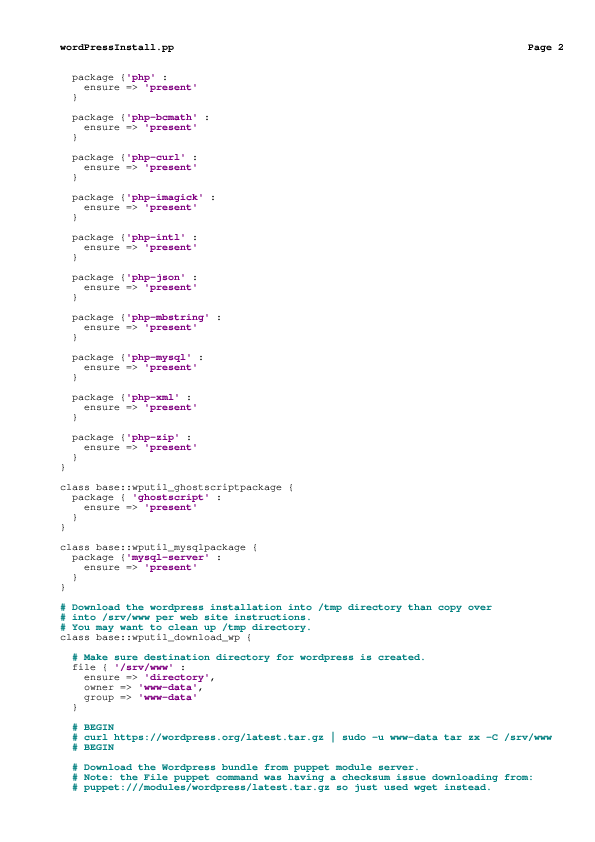 wordPressInstall.pp Page 2
package {'php' :
ensure => 'present'
}
package {'php-bcmath' :
ensure => 'present'
}
package {'php-curl' :
ensure => 'present'
}
package {'php-imagick' :
ensure => 'present'
}
package {'php-intl' :
ensure => 'present'
}
package {'php-json' :
ensure => 'present'
}
package {'php-mbstring' :
ensure => 'present'
}
package {'php-mysql' :
ensure => 'present'
}
package {'php-xml' :
ensure => 'present'
}
package {'php-zip' :
ensure => 'present'
}
}
class base::wputil_ghostscriptpackage {
package { 'ghostscript' :
ensure => 'present'
}
}
class base::wputil_mysqlpackage {
package {'mysql-server' :
ensure => 'present'
}
}
# Download the wordpress installation into /tmp directory than copy over
# into /srv/www per web site instructions.
# You may want to clean up /tmp directory.
class base::wputil_download_wp {
# Make sure destination directory for wordpress is created.
file { '/srv/www' :
ensure => 'directory',
owner => 'www-data',
group => 'www-data'
}
# BEGIN
# curl https://wordpress.org/latest.tar.gz | sudo -u www-data tar zx -C /srv/www
# BEGIN
# Download the Wordpress bundle from puppet module server.
# Note: the File puppet command was having a checksum issue downloading from:
# puppet:///modules/wordpress/latest.tar.gz so just used wget instead.